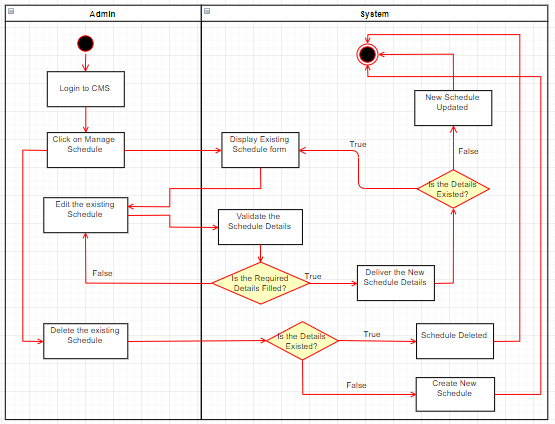 Admin
System
Login to CMS
New Schedule
Updated
Click on Manage
Schedule
Display Existing
Schedule form
True
False
Is the Details
Existed?
Edit the existing
Schedule
Validate the
Schedule Details
False
Is the Required
Details Filled?
True
Deliver the New
Schedule Details
Delete the existing
Schedule
Is the Details
Existed?
True
Schedule Deleted
False
Create New
Schedule